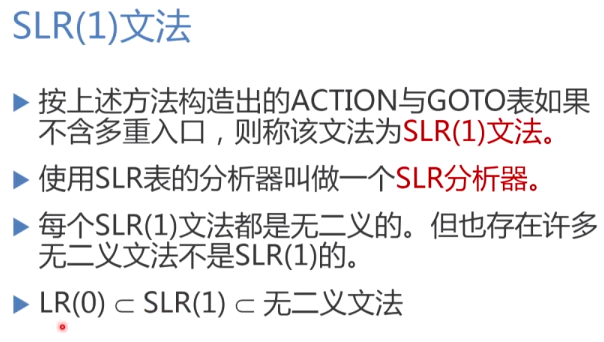 SLR(1)文法
按上述方法构造出的ACTION与GOTO表如果
不含多重入口，则称该文法为SLR(1)文法。
使用SLR表的分析器叫做一个SLR分析器。
每个SLR(1)文法都是无二义的。但也存在许多
无二义文法不是SLR(1)的。
LR(0) ⊂ SLR(1) ⊂ 无二义文法